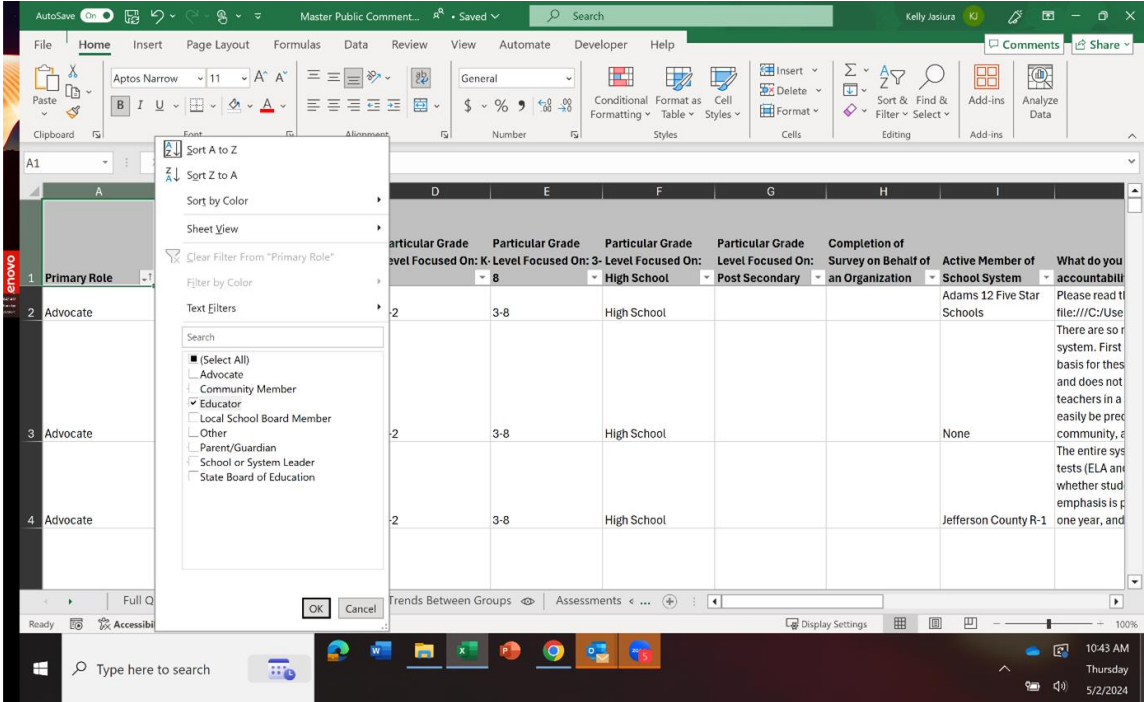 AutoSave On Master Public Comment... • Saved Search Kelly Jasiura KJ
File Home Insert Page Layout Formulas Data Review View Automate Developer Help Comments Share
Paste
Clipboard
Aptos Narrow 11 A A
B I U A
Font
Alignment
General
$ % 9
Number
Conditional Formatting
Format as Table
Cell Styles
Styles
Insert
Delete
Format
Cells
Sort & Filter
Find & Select
Editing
Add-ins
Add-ins
Analyze Data
A1
A D E F G H I
1 Primary Role
articular Grade
evel Focused On: K-
Particular Grade
Level Focused On: 3-
8
Particular Grade
Level Focused On:
High School
Particular Grade
Level Focused On:
Post Secondary
Completion of
Survey on Behalf of
an Organization
Active Member of
School System
What do you
accountabili
2 Advocate -2 3-8 High School
Adams 12 Five Star
Schools
Please read t
file:///C:/Use
3 Advocate -2 3-8 High School None
There are so
system. First
basis for thes
and does not
teachers in a
easily be prec
community, a
4 Advocate -2 3-8 High School Jefferson County R-1
The entire sys
tests (ELA an
whether stud
emphasis is p
one year, and
Sort A to Z
Sort Z to A
Sort by Color
Sheet View
Clear Filter From "Primary Role"
Filter by Color
Text Filters
Search
(Select All)
Advocate
Community Member
Educator
Local School Board Member
Other
Parent/Guardian
School or System Leader
State Board of Education
OK Cancel
Full Q Trends Between Groups Assessments ...
Ready Accessibi Display Settings 100%
Type here to search
10:43 AM
Thursday
5/2/2024
enovo